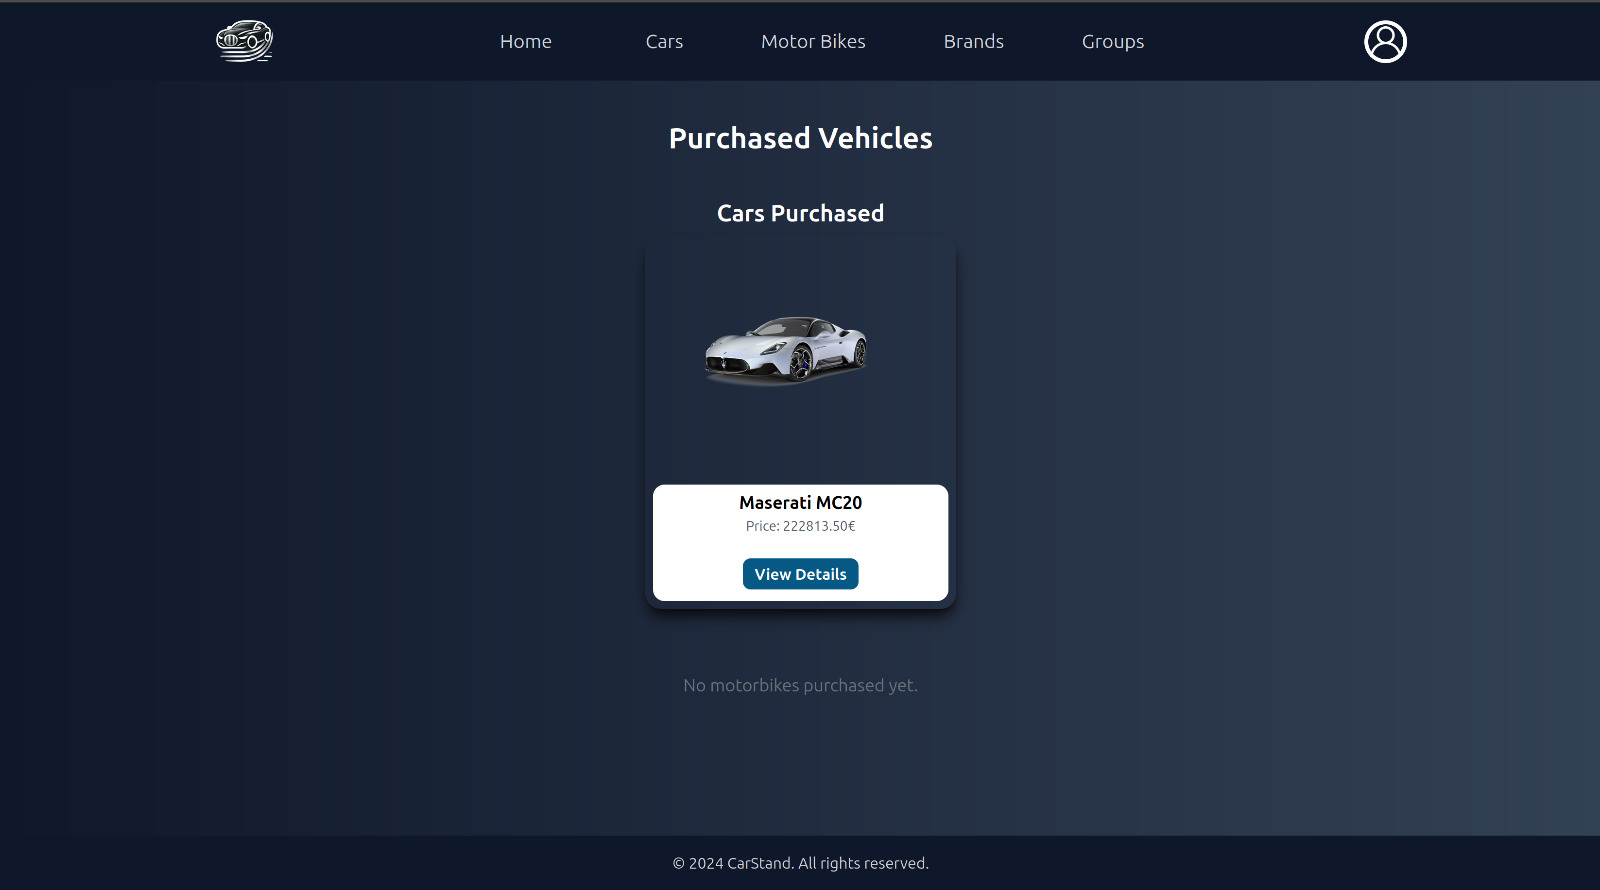 Home Cars Motor Bikes Brands Groups
Purchased Vehicles
Cars Purchased
Maserati MC20
Price: 222813.50€
View Details
No motorbikes purchased yet.
© 2024 CarStand. All rights reserved.